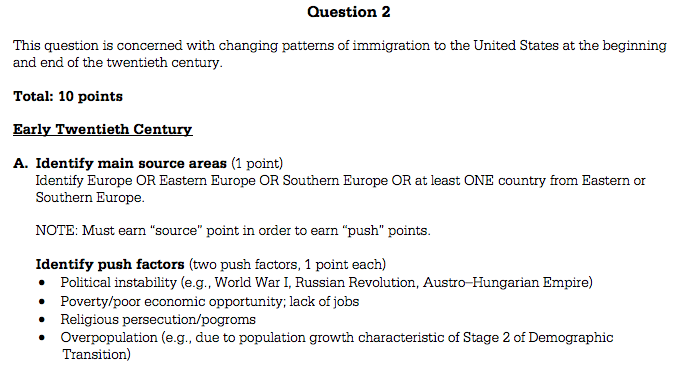 Question 2
This question is concerned with changing patterns of immigration to the United States at the beginning
and end of the twentieth century.
Total: 10 points
Early Twentieth Century
A. Identify main source areas (1 point)
Identify Europe OR Eastern Europe OR Southern Europe OR at least ONE country from Eastern or
Southern Europe.
NOTE: Must earn “source” point in order to earn “push” points.
Identify push factors (two push factors, 1 point each)
• Political instability (e.g., World War I, Russian Revolution, Austro–Hungarian Empire)
• Poverty/poor economic opportunity; lack of jobs
• Religious persecution/pogroms
• Overpopulation (e.g., due to population growth characteristic of Stage 2 of Demographic
Transition)